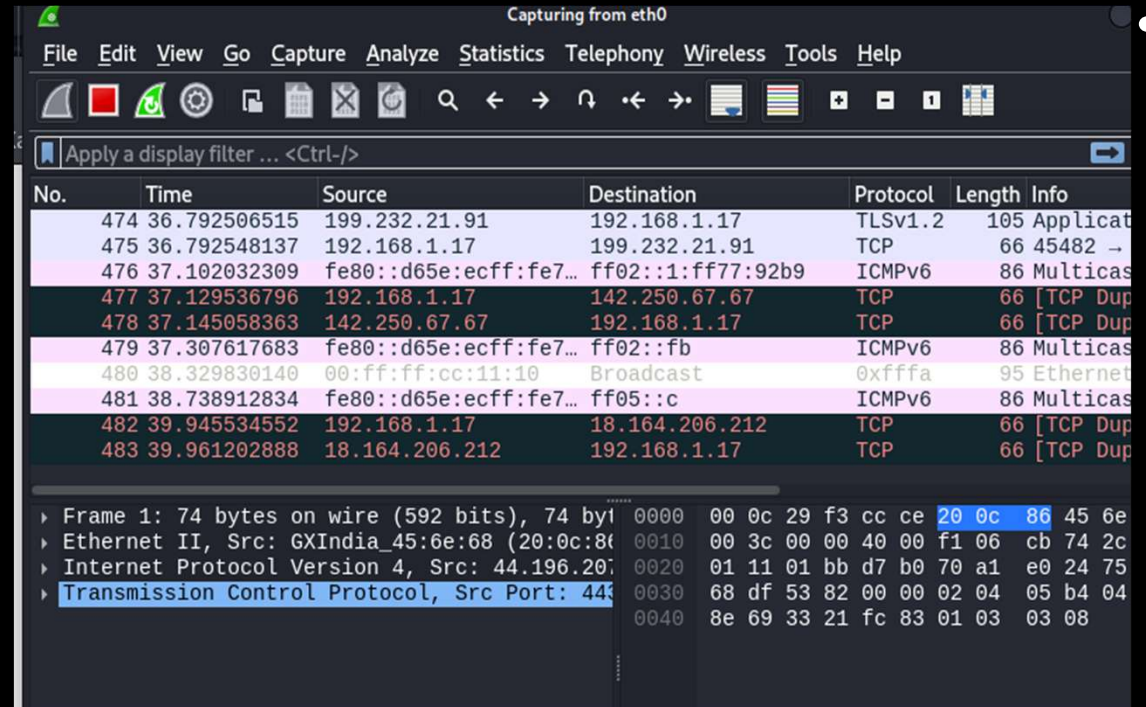 Capturing from eth0
File Edit View Go Capture Analyze Statistics Telephony Wireless Tools Help
Apply a display filter … <Ctrl-/>
No. Time Source Destination Protocol Length Info
474 36.792506515 199.232.21.91 192.168.1.17 TLSv1.2 105 Applicat
475 36.792548137 192.168.1.17 199.232.21.91 TCP 66 45482 →
476 37.102032309 fe80::d65e:ecff:fe7… ff02::1:ff77:92b9 ICMPv6 86 Multicas
477 37.129536796 192.168.1.17 142.250.67.67 TCP 66 [TCP Dup
478 37.145058363 142.250.67.67 192.168.1.17 TCP 66 [TCP Dup
479 37.307617683 fe80::d65e:ecff:fe7… ff02::fb ICMPv6 86 Multicas
480 38.329830140 00:ff:ff:cc:11:10 Broadcast 0xfffa 95 Ethernet
481 38.738912834 fe80::d65e:ecff:fe7… ff05::c ICMPv6 86 Multicas
482 39.945534552 192.168.1.17 18.164.206.212 TCP 66 [TCP Dup
483 39.961202888 18.164.206.212 192.168.1.17 TCP 66 [TCP Dup
Frame 1: 74 bytes on wire (592 bits), 74 byt
Ethernet II, Src: GXIndia_45:6e:68 (20:0c:86
Internet Protocol Version 4, Src: 44.196.207
Transmission Control Protocol, Src Port: 443
0000 00 0c 29 f3 cc ce 20 0c 86 45 6e
0010 00 3c 00 00 40 00 f1 06 cb 74 2c
0020 01 11 01 bb d7 b0 70 a1 e0 24 75
0030 68 df 53 82 00 00 02 04 05 b4 04
0040 8e 69 33 21 fc 83 01 03 03 08